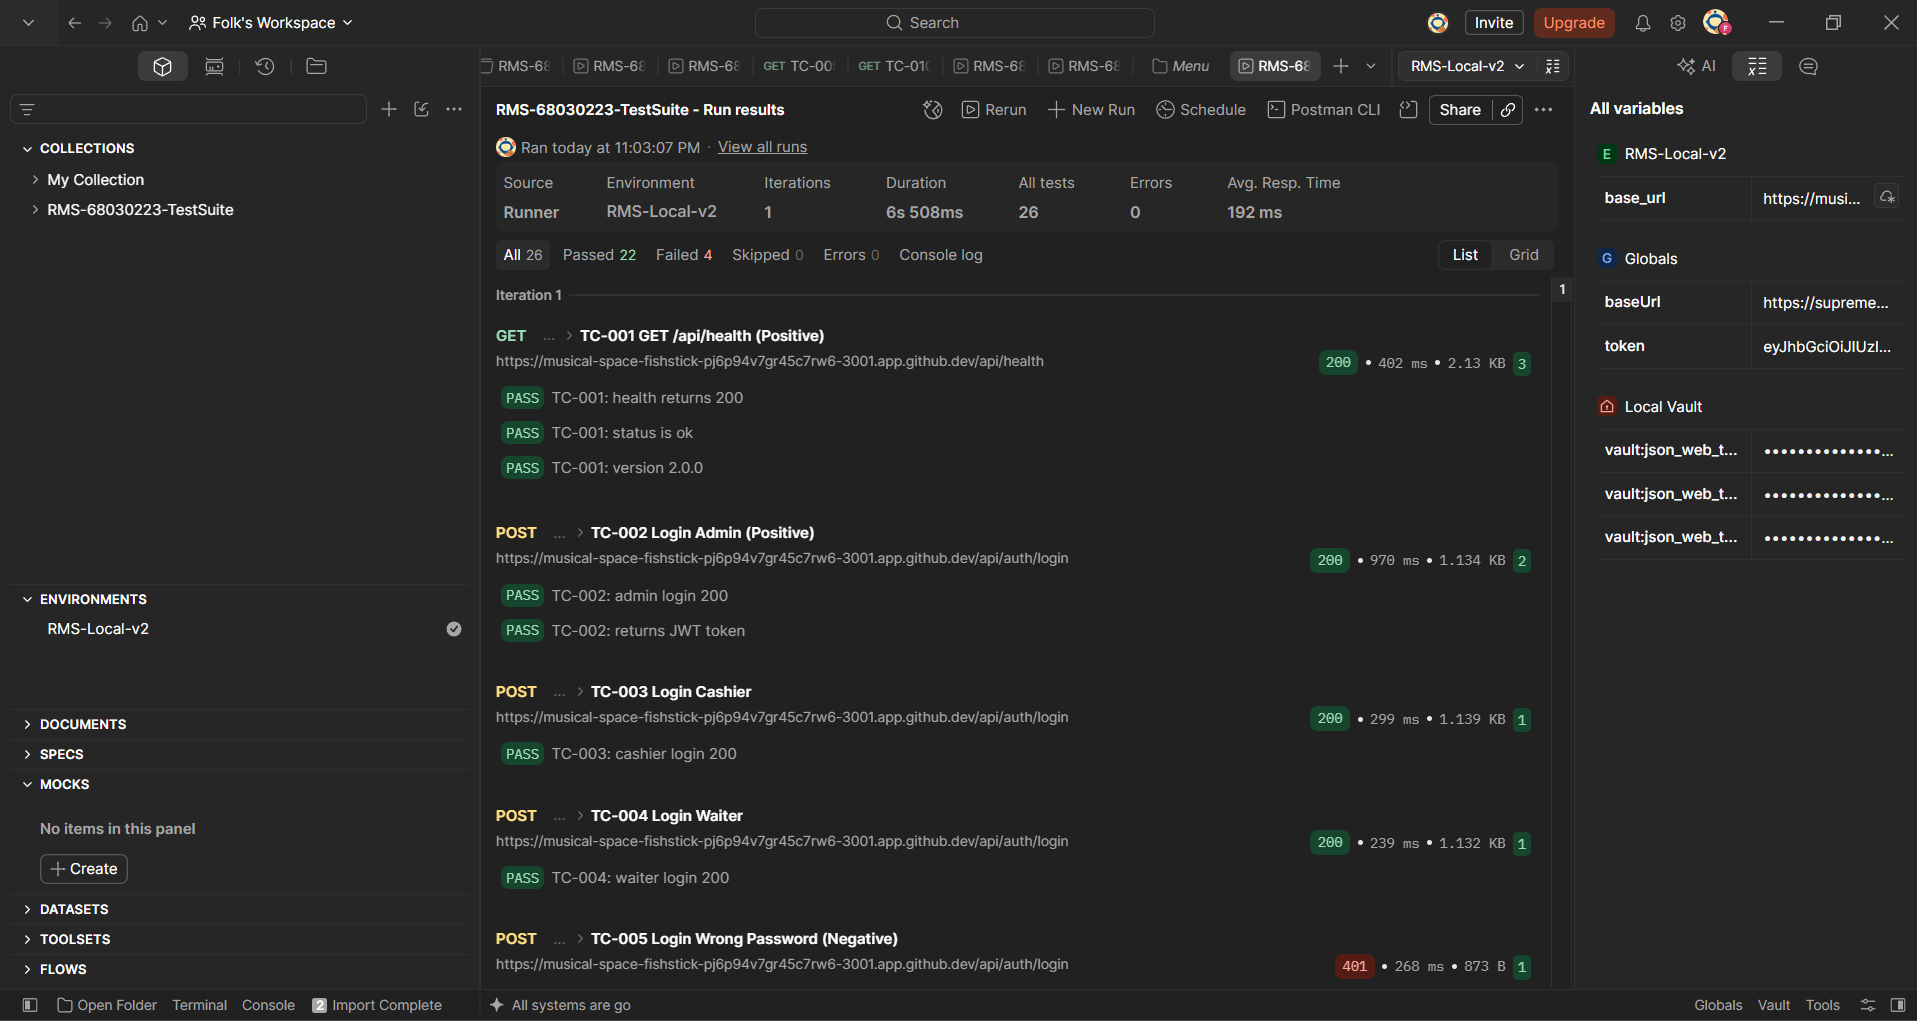 Folk's Workspace
Search
Invite
Upgrade
RMS-68
RMS-68
RMS-68
GET TC-00
GET TC-01
RMS-68
RMS-68
Menu
RMS-68
RMS-Local-v2
AI
RMS-68030223-TestSuite - Run results
Rerun
New Run
Schedule
Postman CLI
Share
All variables
COLLECTIONS
My Collection
RMS-68030223-TestSuite
Ran today at 11:03:07 PM · View all runs
Source Environment Iterations Duration All tests Errors Avg. Resp. Time
Runner RMS-Local-v2 1 6s 508ms 26 0 192 ms
All 26 Passed 22 Failed 4 Skipped 0 Errors 0 Console log
List Grid
Iteration 1
1
GET ... > TC-001 GET /api/health (Positive)
https://musical-space-fishstick-pj6p94v7gr45c7rw6-3001.app.github.dev/api/health
200 • 402 ms • 2.13 KB 3
PASS TC-001: health returns 200
PASS TC-001: status is ok
PASS TC-001: version 2.0.0
POST ... > TC-002 Login Admin (Positive)
https://musical-space-fishstick-pj6p94v7gr45c7rw6-3001.app.github.dev/api/auth/login
200 • 970 ms • 1.134 KB 2
PASS TC-002: admin login 200
PASS TC-002: returns JWT token
POST ... > TC-003 Login Cashier
https://musical-space-fishstick-pj6p94v7gr45c7rw6-3001.app.github.dev/api/auth/login
200 • 299 ms • 1.139 KB 1
PASS TC-003: cashier login 200
POST ... > TC-004 Login Waiter
https://musical-space-fishstick-pj6p94v7gr45c7rw6-3001.app.github.dev/api/auth/login
200 • 239 ms • 1.132 KB 1
PASS TC-004: waiter login 200
POST ... > TC-005 Login Wrong Password (Negative)
https://musical-space-fishstick-pj6p94v7gr45c7rw6-3001.app.github.dev/api/auth/login
401 • 268 ms • 873 B 1
E RMS-Local-v2
base_url https://musi...
G Globals
baseUrl https://supreme...
token eyJhbGciOiJIUzI...
Local Vault
vault:json_web_t... ••••••••••••••...
vault:json_web_t... ••••••••••••••...
vault:json_web_t... ••••••••••••••...
ENVIRONMENTS
RMS-Local-v2
DOCUMENTS
SPECS
MOCKS
No items in this panel
Create
DATASETS
TOOLSETS
FLOWS
Open Folder Terminal Console 2 Import Complete
All systems are go
Globals Vault Tools